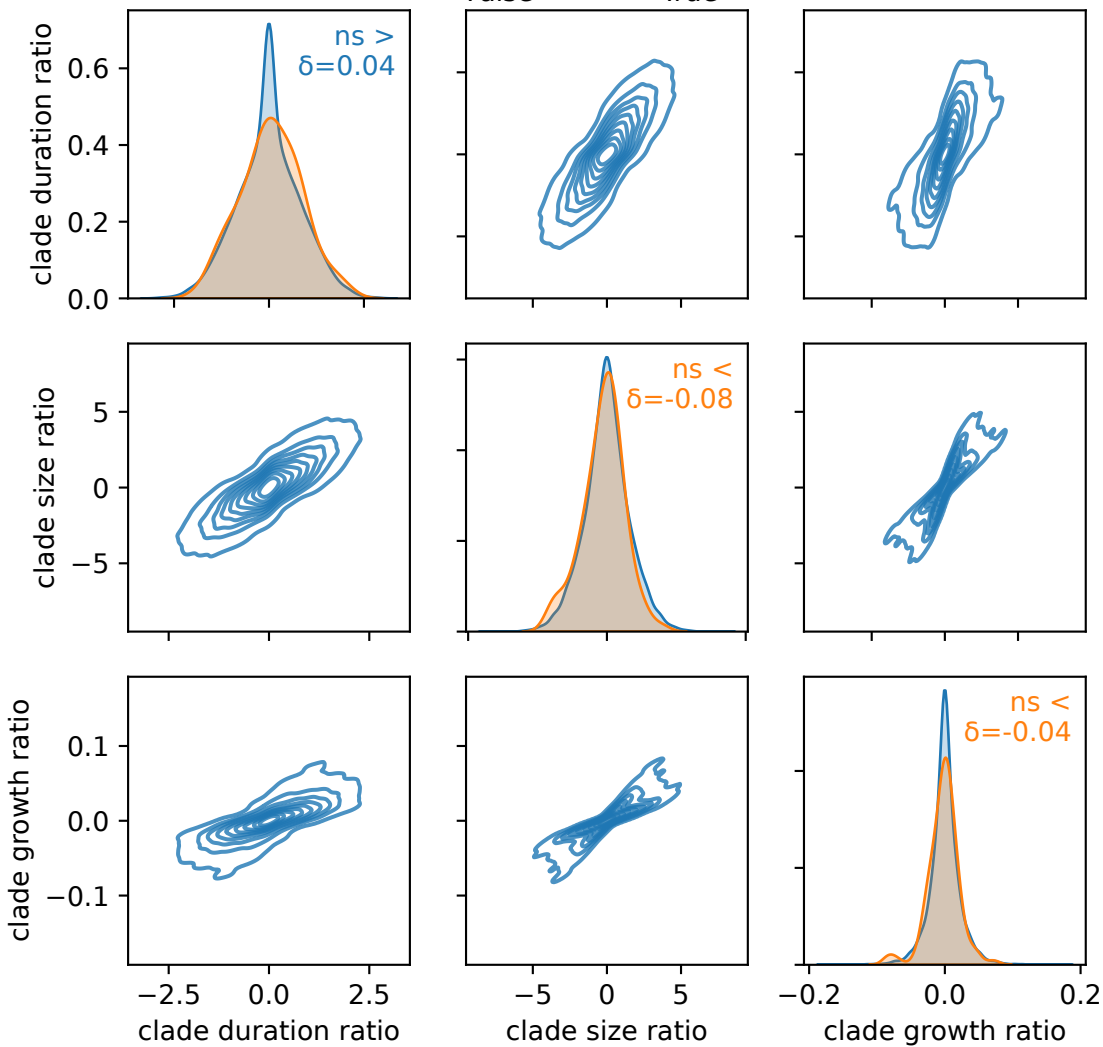 clade duration ratio
0.6
0.4
0.2
0.0
ns >
δ=0.04
clade size ratio
5
0
−5
ns <
δ=-0.08
clade growth ratio
0.1
0.0
−0.1
ns <
δ=-0.04
−2.5 0.0 2.5
−5 0 5
−0.2 0.0 0.2
clade duration ratio
clade size ratio
clade growth ratio